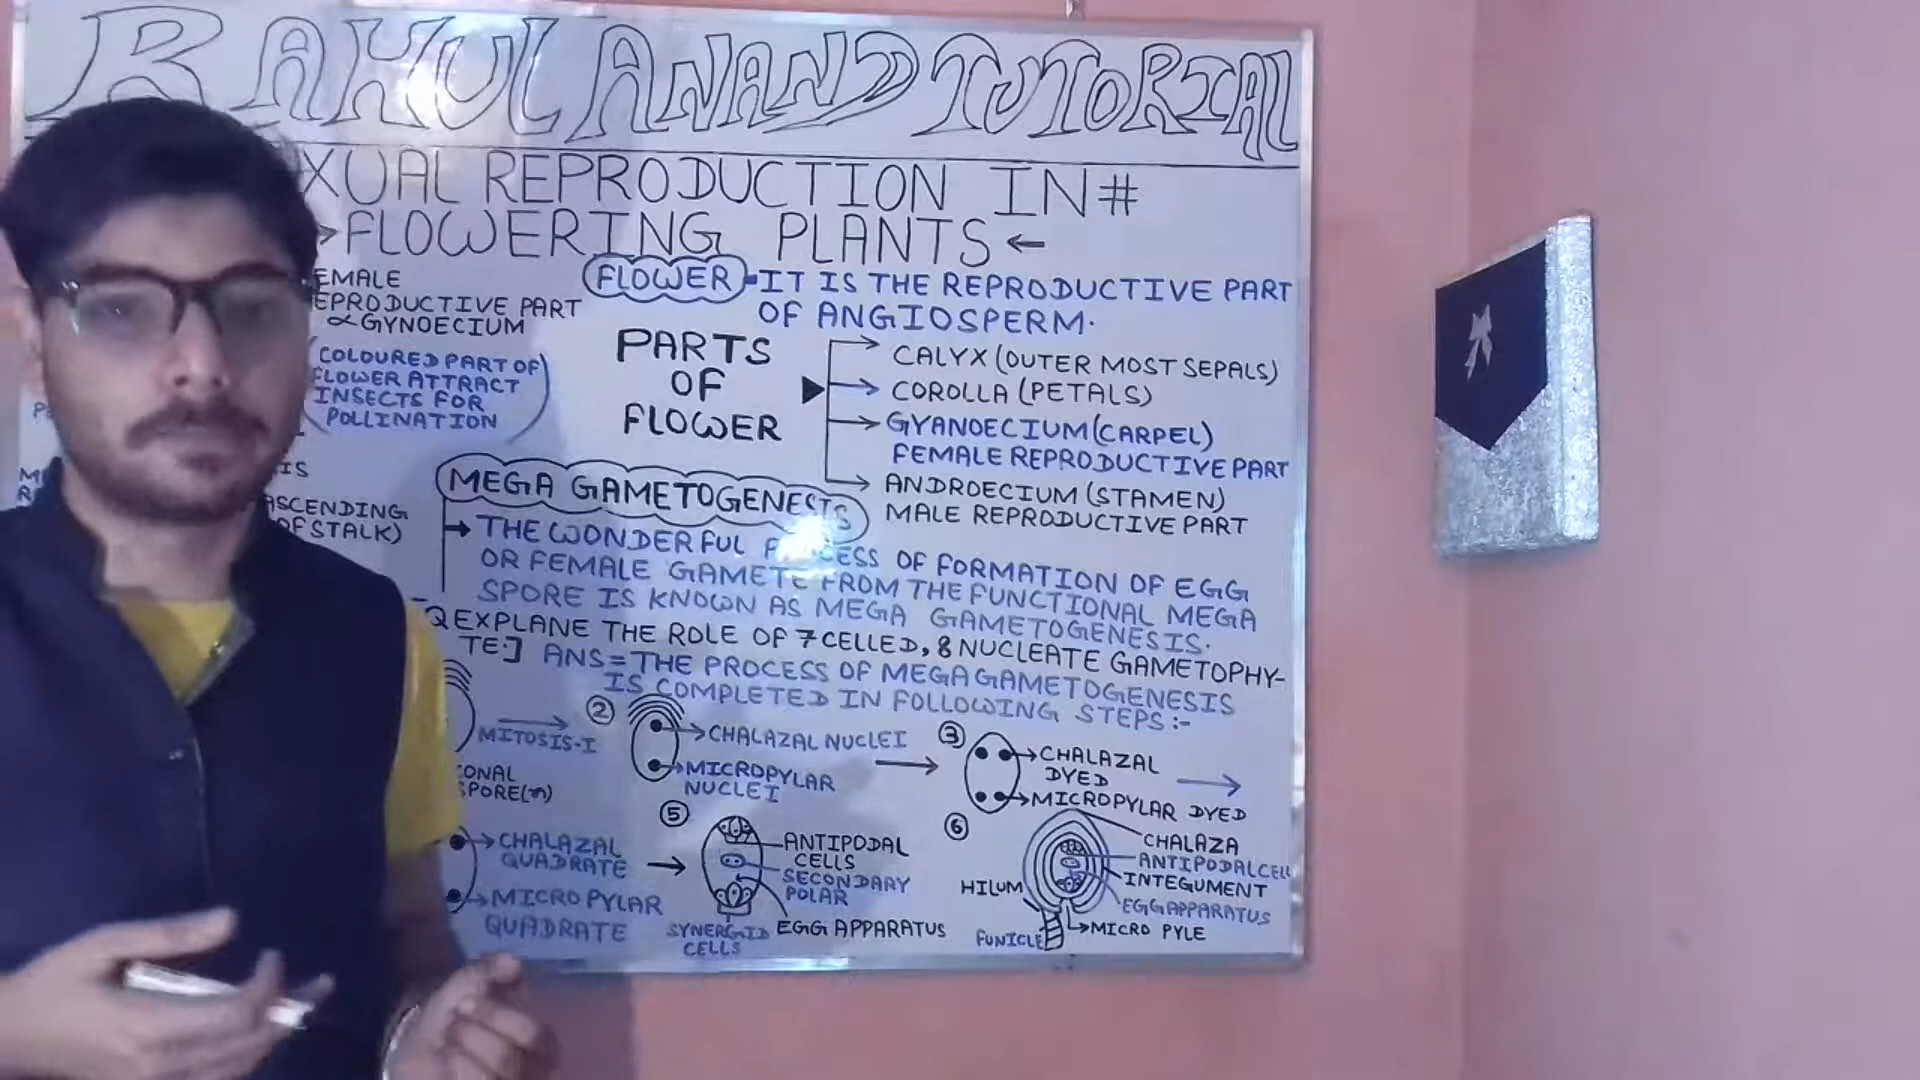 RAHUL ANAND TUTORIAL
XUAL REPRODUCTION IN #
→ FLOWERING PLANTS ←
EMALE
EPRODUCTIVE PART
GYNOECIUM
(COLOURED PART OF)
FLOWER ATTRACT
INSECTS FOR
POLLINATION
IS
ASCENDING
OF STALK)
FLOWER IT IS THE REPRODUCTIVE PART
OF ANGIOSPERM.
PARTS
OF
FLOWER
CALYX (OUTER MOST SEPALS)
COROLLA (PETALS)
GYANOECIUM (CARPEL)
FEMALE REPRODUCTIVE PART
ANDROECIUM (STAMEN)
MALE REPRODUCTIVE PART
MEGA GAMETOGENESIS
→ THE WONDERFUL PROCESS OF FORMATION OF EGG
OR FEMALE GAMETE FROM THE FUNCTIONAL MEGA
SPORE IS KNOWN AS MEGA GAMETOGENESIS.
Q EXPLANE THE ROLE OF 7 CELLED, 8 NUCLEATE GAMETOPHY-
TE:] ANS = THE PROCESS OF MEGAGAMETOGENESIS
IS COMPLETED IN FOLLOWING STEPS :-
MITOSIS-I
ONAL
SPORE(n)
②
CHALAZAL NUCLEI
MICROPYLAR
NUCLEI
③
CHALAZAL
DYED
MICROPYLAR DYED
CHALAZAL
QUADRATE
MICROPYLAR
QUADRATE
⑤
ANTIPODAL
CELLS
SECONDARY
POLAR
EGG APPARATUS
SYNERGID
CELLS
⑥
CHALAZA
ANTIPODAL CELL
INTEGUMENT
EGG APPARATUS
MICRO PYLE
HILUM
FUNICLE